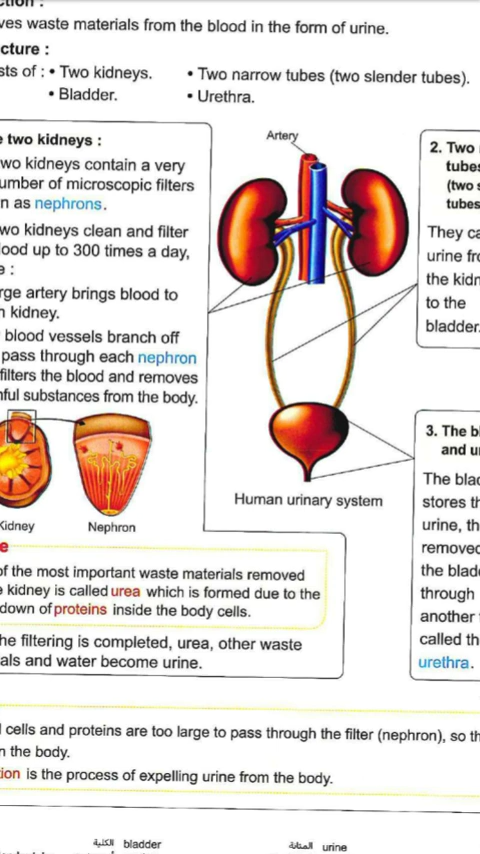 ves waste materials from the blood in the form of urine.
cture :
sts of : • Two kidneys. • Two narrow tubes (two slender tubes).
• Bladder. • Urethra.
e two kidneys :
wo kidneys contain a very
umber of microscopic filters
n as nephrons.
wo kidneys clean and filter
lood up to 300 times a day,
e :
rge artery brings blood to
h kidney.
blood vessels branch off
pass through each nephron
filters the blood and removes
nful substances from the body.
Kidney
Nephron
Artery
Human urinary system
2. Two
tubes
(two s
tubes
They ca
urine fro
the kidn
to the
bladder.
3. The bl
and u
The blad
stores th
urine, th
removed
the bladd
through
another
called th
urethra.
e
of the most important waste materials removed
e kidney is called urea which is formed due to the
down of proteins inside the body cells.
he filtering is completed, urea, other waste
als and water become urine.
l cells and proteins are too large to pass through the filter (nephron), so th
n the body.
tion is the process of expelling urine from the body.
الكلية bladder المثانة urine